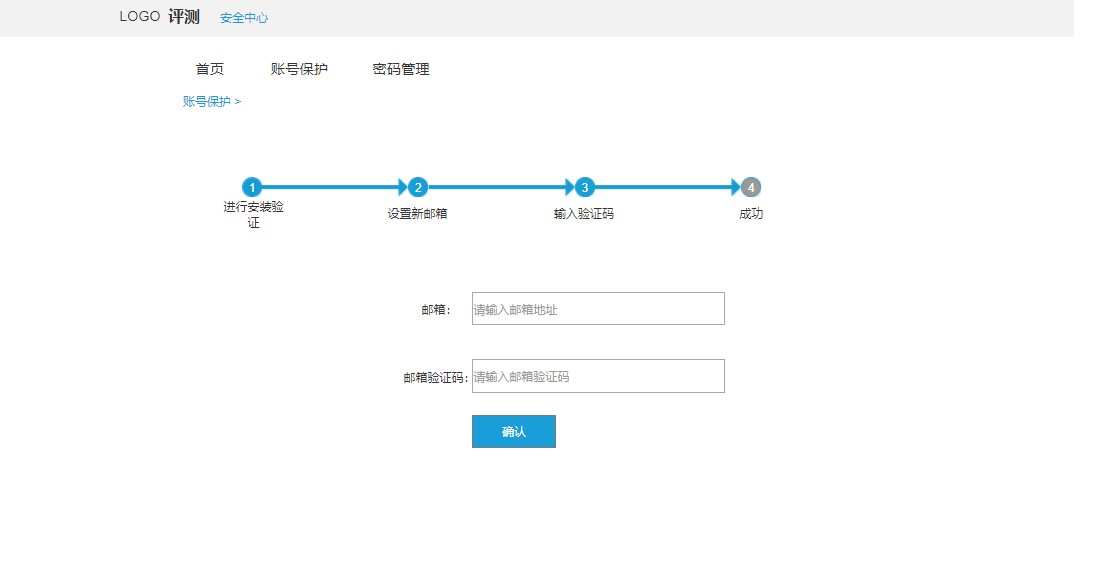 LOGO 评测 安全中心
首页 账号保护 密码管理
账号保护 >
1 2 3 4
进行安装验
证
设置新邮箱
输入验证码
成功
邮箱: 请输入邮箱地址
邮箱验证码: 请输入邮箱验证码
确认